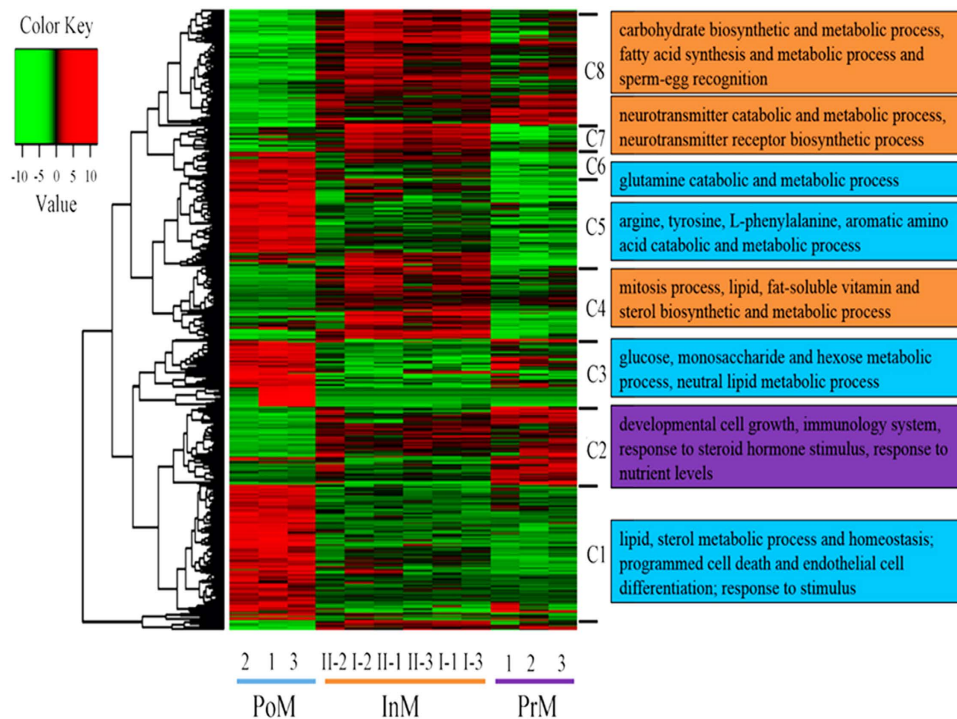 Color Key
-10 -5 0 5 10
Value
C8
C7
C6
C5
C4
C3
C2
C1
carbohydrate biosynthetic and metabolic process,
fatty acid synthesis and metabolic process and
sperm-egg recognition
neurotransmitter catabolic and metabolic process,
neurotransmitter receptor biosynthetic process
glutamine catabolic and metabolic process
argine, tyrosine, L-phenylalanine, aromatic amino
acid catabolic and metabolic process
mitosis process, lipid, fat-soluble vitamin and
sterol biosynthetic and metabolic process
glucose, monosaccharide and hexose metabolic
process, neutral lipid metabolic process
developmental cell growth, immunology system,
response to steroid hormone stimulus, response to
nutrient levels
lipid, sterol metabolic process and homeostasis;
programmed cell death and endothelial cell
differentiation; response to stimulus
2 1 3 II-2 I-2 II-1 II-3 I-1 I-3 1 2 3
PoM InM PrM